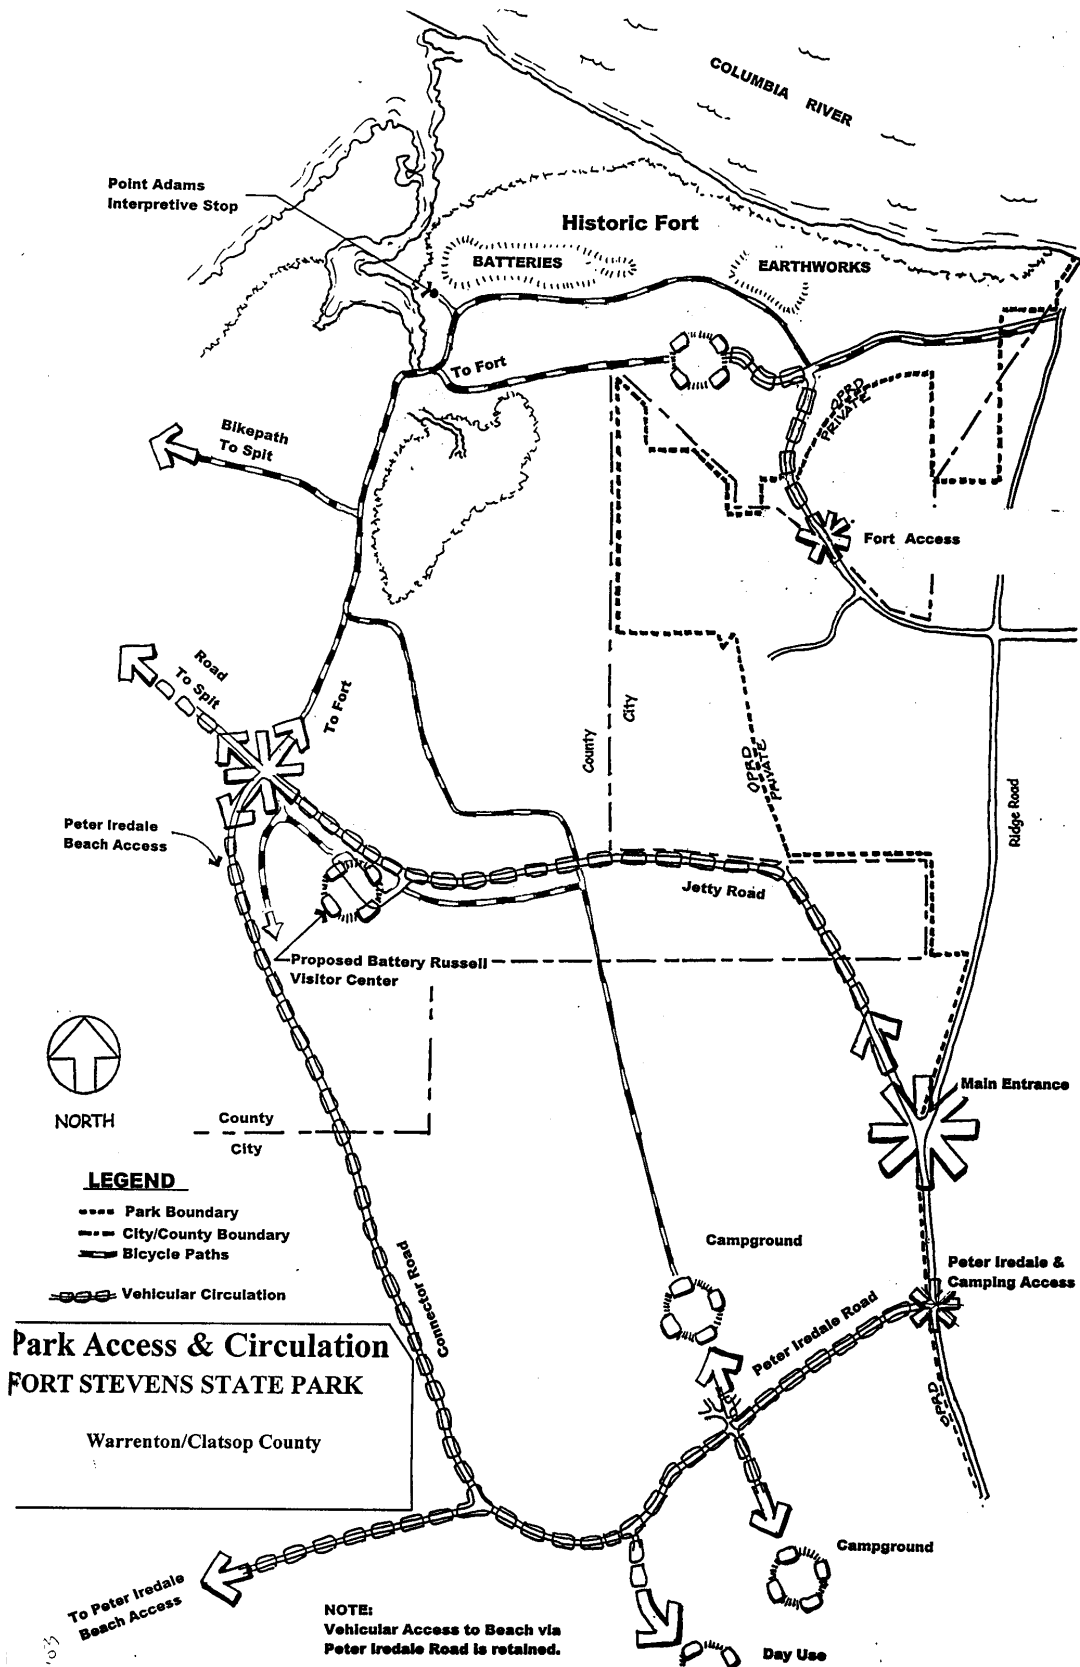 COLUMBIA RIVER
Point Adams
Interpretive Stop
Historic Fort
BATTERIES
EARTHWORKS
To Fort
OPRD
PRIVATE
Bikepath
To Spit
Fort Access
Road
To Spit
To Fort
County
City
OPRD
PRIVATE
Ridge Road
Peter Iredale
Beach Access
Jetty Road
Proposed Battery Russell
Visitor Center
NORTH
Main Entrance
County
City
LEGEND
Park Boundary
City/County Boundary
Bicycle Paths
Vehicular Circulation
Campground
Peter Iredale &
Camping Access
Connector Road
Peter Iredale Road
OPRD
Park Access & Circulation
FORT STEVENS STATE PARK
Warrenton/Clatsop County
Campground
To Peter Iredale
Beach Access
NOTE:
Vehicular Access to Beach via
Peter Iredale Road is retained.
Day Use